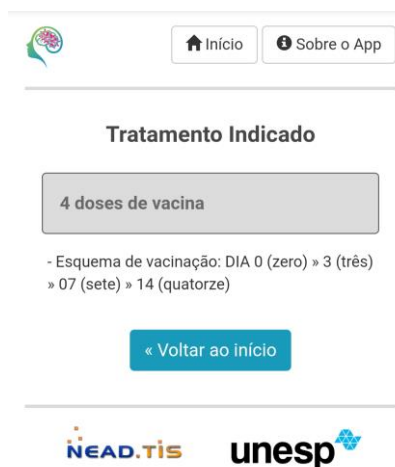 Início
Sobre o App
Tratamento Indicado
4 doses de vacina
- Esquema de vacinação: DIA 0 (zero) » 3 (três)
» 07 (sete) » 14 (quatorze)
« Voltar ao início
NEAD.TIS
unesp